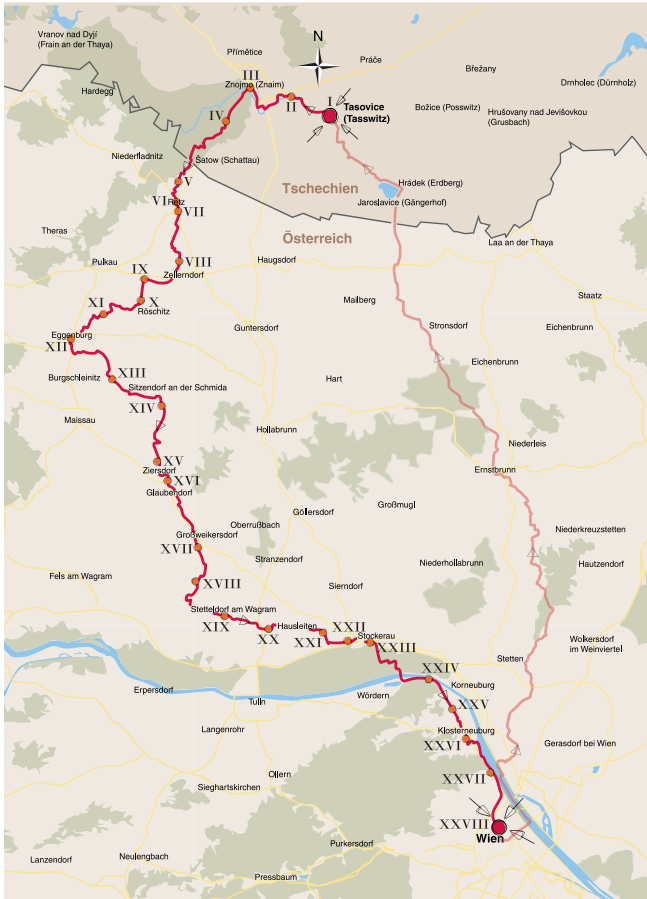 Vranov nad Dyjí
(Frain an der Thaya)
Přímětice
N
Práče
Břežany
Drnholec (Dürnholz)
Hardegg
III
Znojmo (Znaim)
II
I
Tasovice
(Tasswitz)
Božice (Posswitz)
Hrušovany nad Jevišovkou
(Grusbach)
IV
Niederfladnitz
Šatow (Schattau)
Tschechien
Hrádek (Erdberg)
V
Jaroslavice (Gängerhof)
VI
Retz
VII
Theras
Österreich
Laa an der Thaya
Pulkau
VIII
Haugsdorf
IX
Zellerndorf
Staatz
X
Röschitz
Mailberg
XI
Guntersdorf
Stronsdorf
Eichenbrunn
Eggenburg
XII
Eichenbrunn
Burgschleinitz
XIII
Sitzendorf an der Schmida
Hart
XIV
Maissau
Hollabrunn
Niederleis
XV
Ziersdorf
Ernstbrunn
XVI
Glaubendorf
Göllersdorf
Großmugl
Oberrußbach
Niederkreuzstetten
Großweikersdorf
XVII
Stranzendorf
Niederhollabrunn
Hautzendorf
Fels am Wagram
XVIII
Sierndorf
Stetteldorf am Wagram
XIX
Hausleiten
XX
XXI
XXII
Stockerau
XXIII
Wolkersdorf
im Weinviertel
Stetten
XXIV
Korneuburg
Erpersdorf
Tulln
Wördern
XXV
Langenrohr
Klosterneuburg
XXVI
Gerasdorf bei Wien
Ollern
XXVII
Sieghartskirchen
XXVIII
Wien
Purkersdorf
Lanzendorf
Neulengbach
Pressbaum